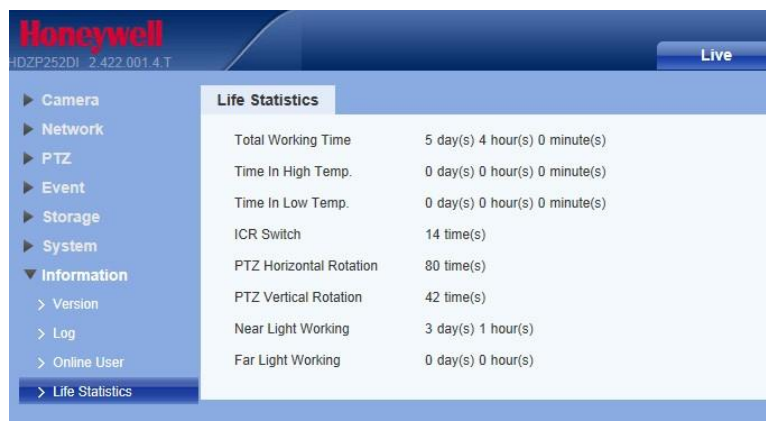 Honeywell
HDZP252DI 2.422.001.4.T
Live
Camera
Network
PTZ
Event
Storage
System
Information
Version
Log
Online User
Life Statistics
Life Statistics
Total Working Time 5 day(s) 4 hour(s) 0 minute(s)
Time In High Temp. 0 day(s) 0 hour(s) 0 minute(s)
Time In Low Temp. 0 day(s) 0 hour(s) 0 minute(s)
ICR Switch 14 time(s)
PTZ Horizontal Rotation 80 time(s)
PTZ Vertical Rotation 42 time(s)
Near Light Working 3 day(s) 1 hour(s)
Far Light Working 0 day(s) 0 hour(s)